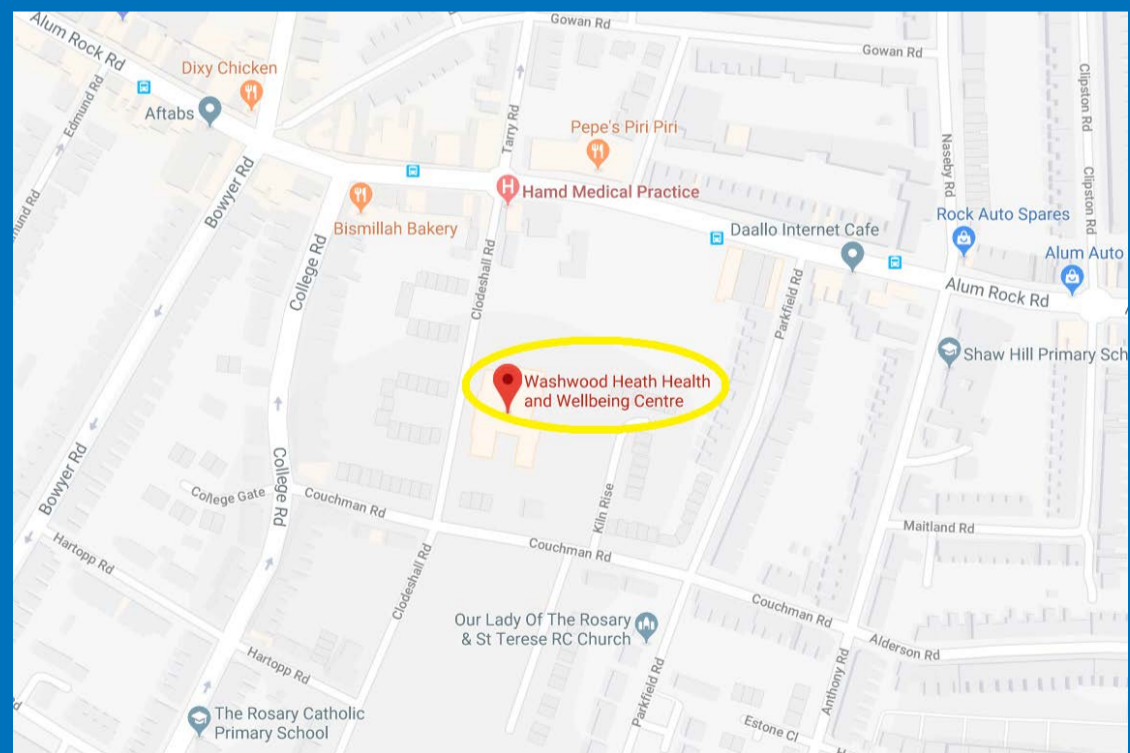 Gowan Rd
Alum Rock Rd
Gowan Rd
Dixy Chicken
Clipston Rd
Edmund Rd
Aftabs
Tarry Rd
Pepe's Piri Piri
Naseby Rd
Bowyer Rd
Hamd Medical Practice
Clipston Rd
mund Rd
Bismillah Bakery
Daallo Internet Cafe
Rock Auto Spares
Alum Auto
College Rd
Clodeshall Rd
Parkfield Rd
Alum Rock Rd
Shaw Hill Primary Sch
Washwood Heath Health
and Wellbeing Centre
Bowyer Rd
College Rd
College Gate
Couchman Rd
Kiln Rise
Maitland Rd
Hartopp Rd
Couchman Rd
Clodeshall Rd
Couchman Rd
Our Lady Of The Rosary
& St Terese RC Church
Alderson Rd
Hartopp Rd
Parkfield Rd
Anthony Rd
The Rosary Catholic
Primary School
Estone Cl